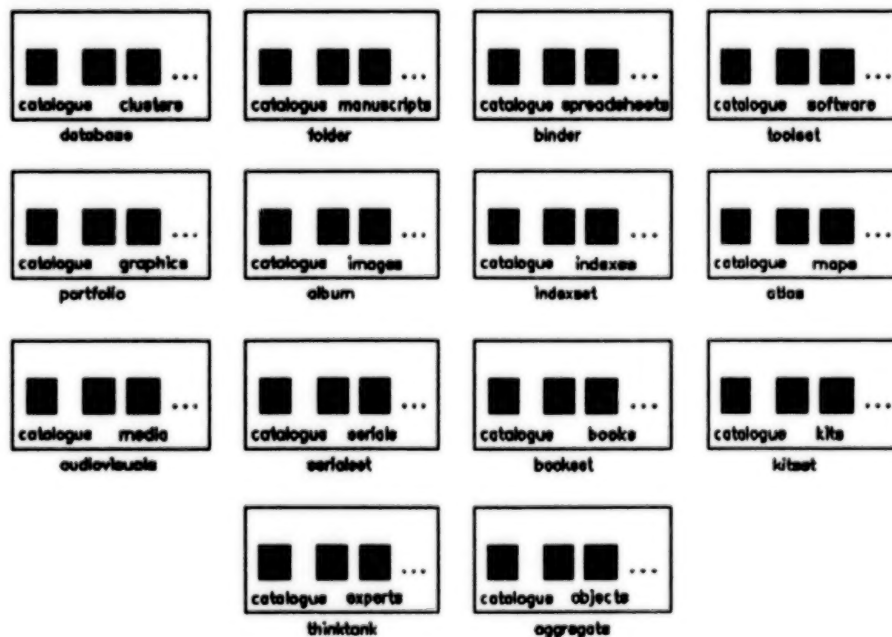 ... ... ... ...
catalogue clusters catalogue manuscripts catalogue spreadsheets catalogue software
database folder binder toolset
... ... ... ...
catalogue graphics catalogue images catalogue indexes catalogue maps
portfolio album indexset atlas
... ... ... ...
catalogue media catalogue serials catalogue books catalogue kits
audiovisuals serialset bookset kitset
... ...
catalogue experts catalogue objects
thinktank aggregate